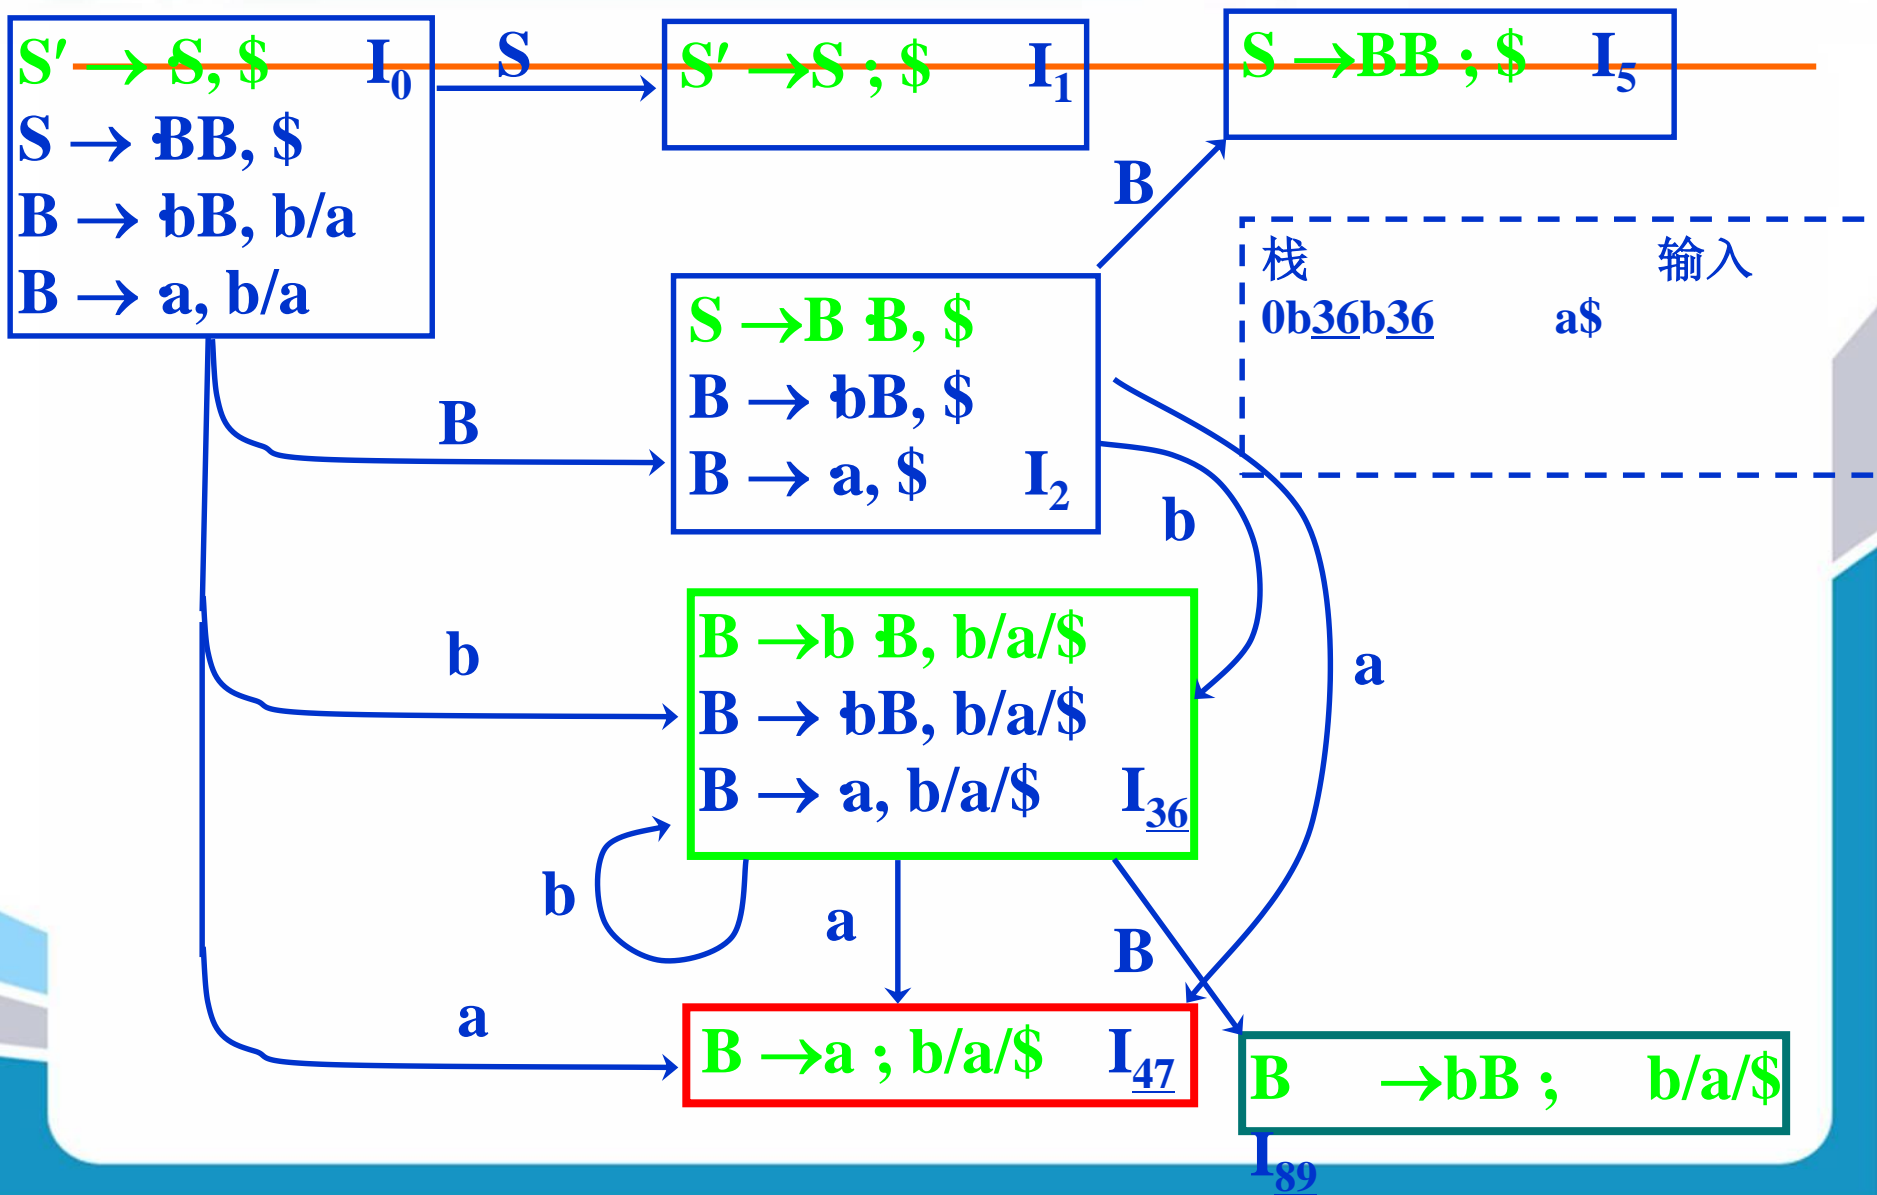 S′ → ·S, $ I0
S → ·BB, $
B → ·bB, b/a
B → ·a, b/a
S
S′ → S ·, $ I1
S → BB ·, $ I5
B
栈 输入
0b36b36 a$
S → B ·B, $
B → ·bB, $
B → ·a, $ I2
B
b
a
B → b ·B, b/a/$
B → ·bB, b/a/$
B → ·a, b/a/$ I36
b
b
a
B
a
B → a ·, b/a/$ I47
B → bB ·, b/a/$
I89